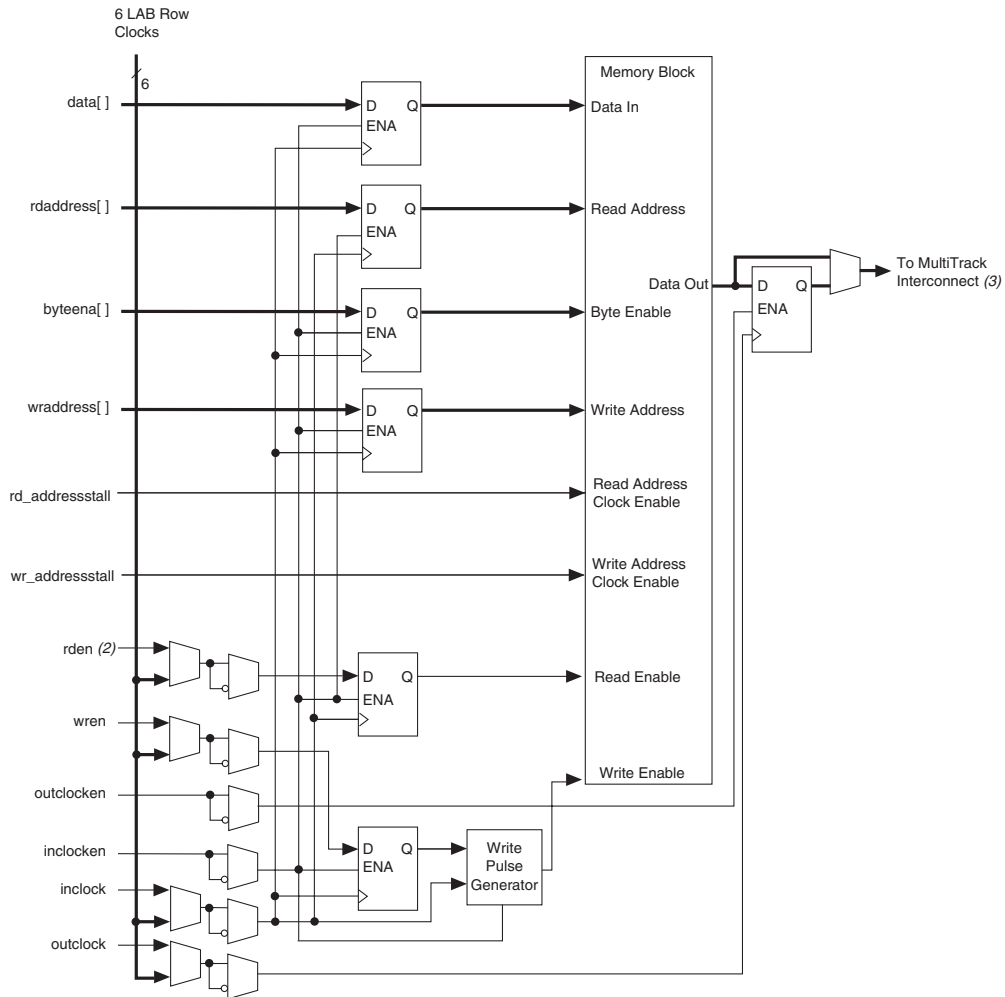 6 LAB Row
Clocks
6
Memory Block
data[ ]
D Q
ENA
Data In
rdaddress[ ]
D Q
ENA
Read Address
To MultiTrack
Interconnect (3)
Data Out
D Q
ENA
byteena[ ]
D Q
ENA
Byte Enable
wraddress[ ]
D Q
ENA
Write Address
rd_addressstall
Read Address
Clock Enable
wr_addressstall
Write Address
Clock Enable
rden (2)
D Q
ENA
Read Enable
wren
Write Enable
outclocken
inclocken
D Q
ENA
Write
Pulse
Generator
inclock
outclock